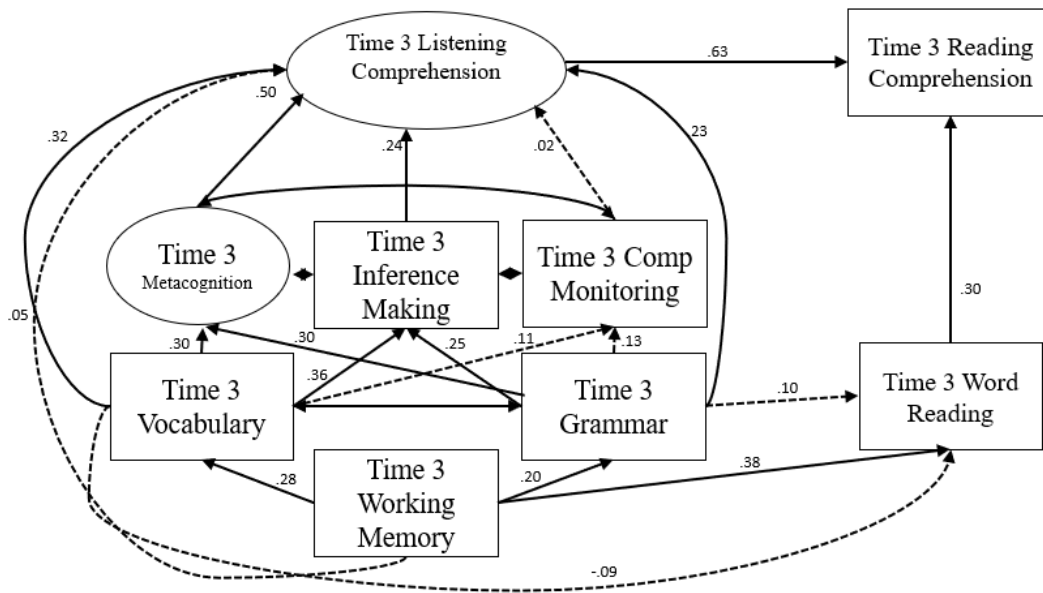 Time 3 Listening
Comprehension
.63
Time 3 Reading
Comprehension
.50
.32
.24
.02
.23
Time 3
Metacognition
Time 3
Inference
Making
Time 3 Comp
Monitoring
.05
.30
.30
.36
.25
.11
.13
.30
Time 3
Vocabulary
Time 3
Grammar
.10
Time 3 Word
Reading
.28
Time 3
Working
Memory
.20
.38
-.09